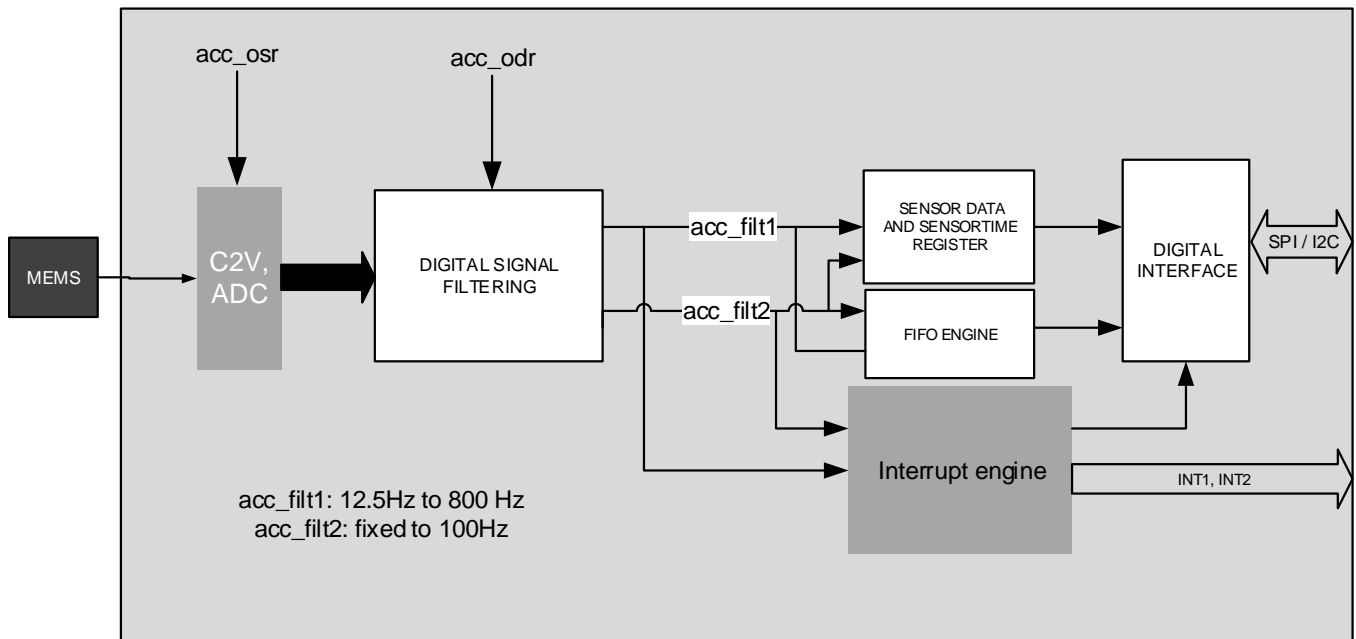 acc_osr
acc_odr
MEMS
C2V,
ADC
DIGITAL SIGNAL
FILTERING
acc_filt1
acc_filt2
SENSOR DATA
AND SENSORTIME
REGISTER
FIFO ENGINE
DIGITAL
INTERFACE
SPI / I2C
Interrupt engine
INT1, INT2
acc_filt1: 12.5Hz to 800 Hz
acc_filt2: fixed to 100Hz